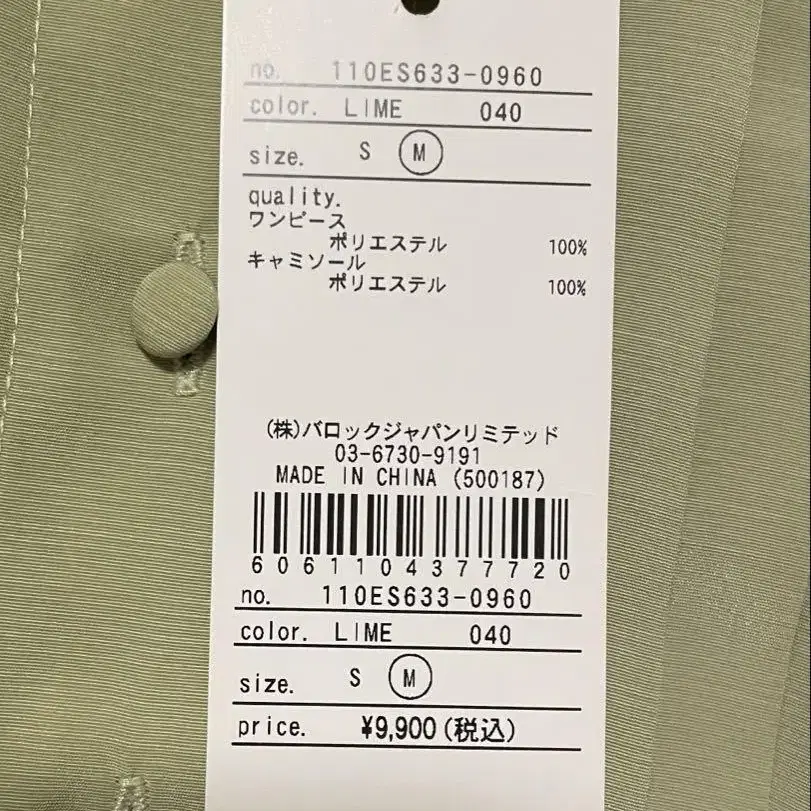 no. 110ES633-0960
color. LIME 040
size. S M
quality.
ワンピース
ポリエステル 100%
キャミソール
ポリエステル 100%
(株)バロックジャパンリミテッド
03-6730-9191
MADE IN CHINA (500187)
6061104377720
no. 110ES633-0960
color. LIME 040
size. S M
price. ¥9,900(税込)